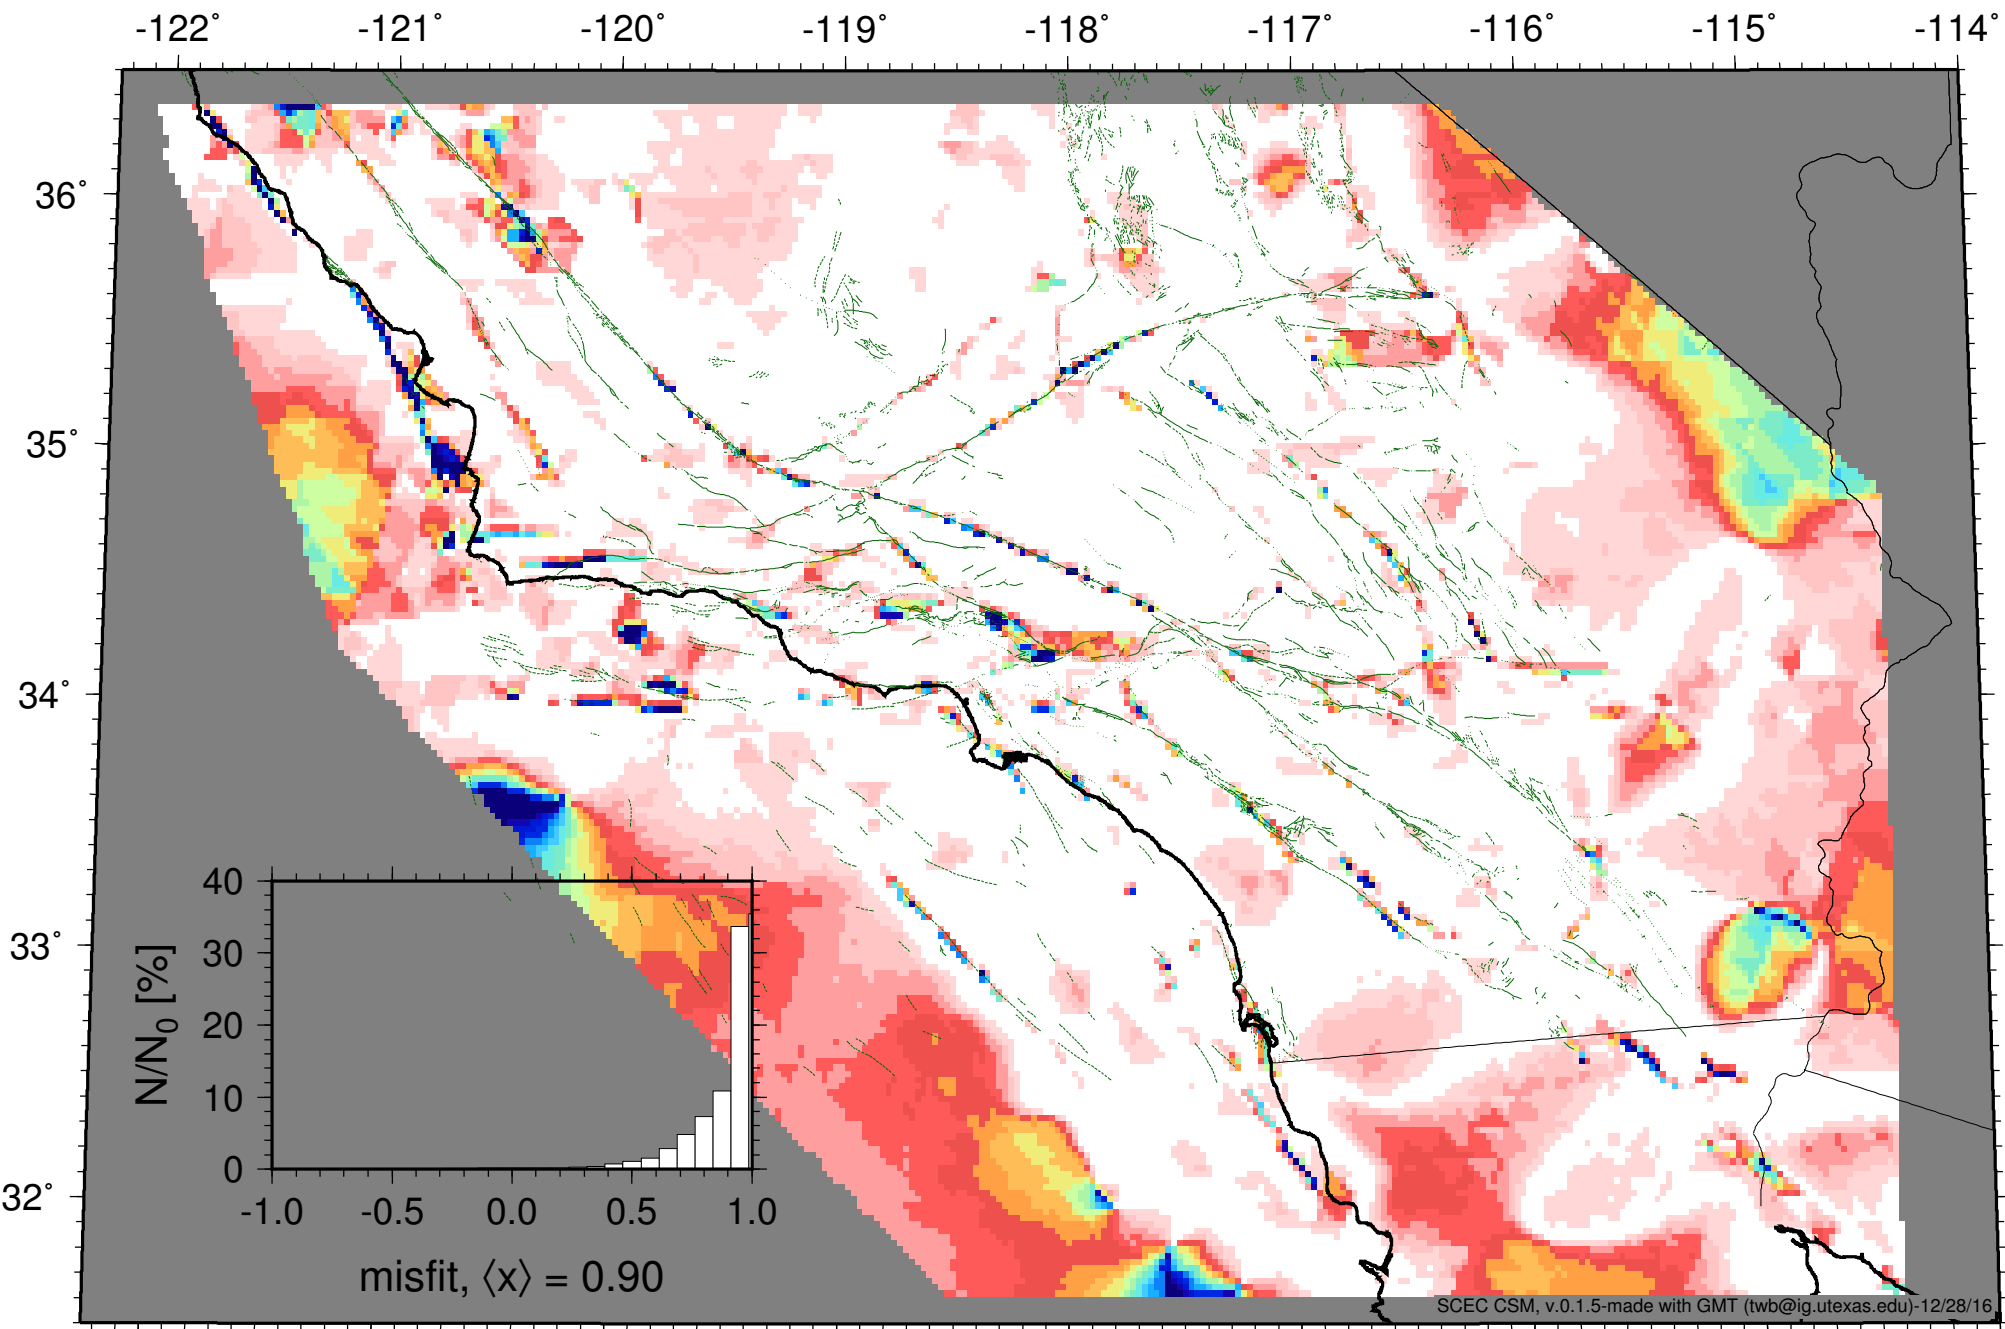 -122˚ -121˚ -120˚ -119˚ -118˚ -117˚ -116˚ -115˚ -114˚
36˚
35˚
34˚
33˚
32˚
40
30
20
10
0
N/N0 [%]
-1.0 -0.5 0.0 0.5 1.0
misfit, ⟨x⟩ = 0.90
SCEC CSM, v.0.1.5-made with GMT (twb@ig.utexas.edu)-12/28/16